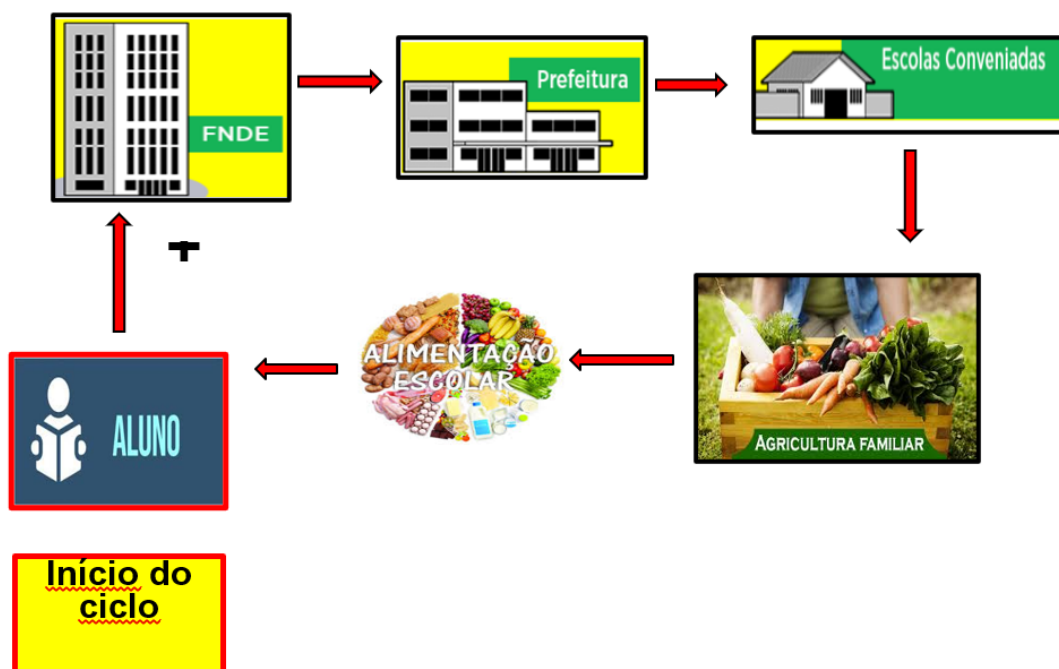 FNDE
Prefeitura
Escolas Conveniadas
AGRICULTURA FAMILIAR
ALIMENTAÇÃO
ESCOLAR
ALUNO
Início do
ciclo